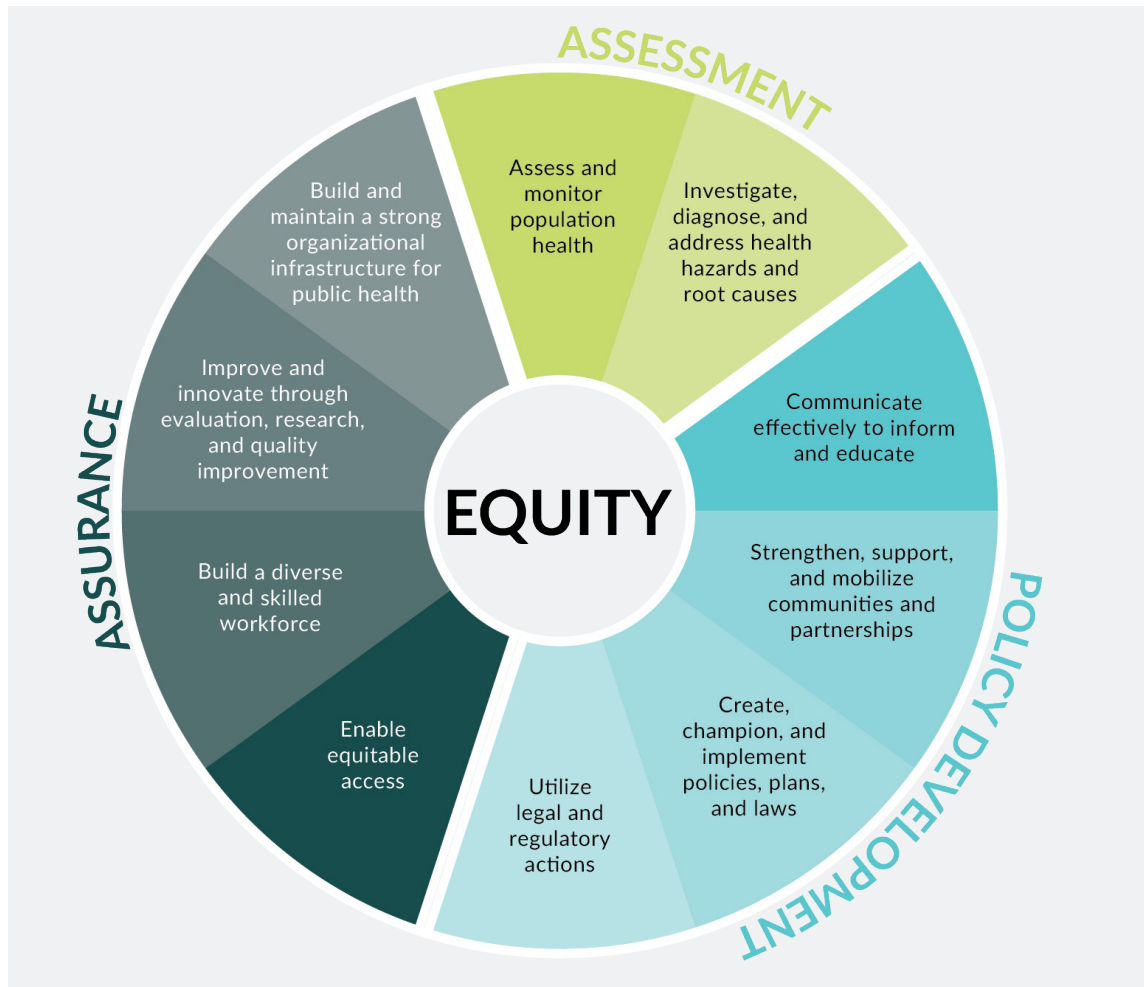 ASSESSMENT
Assess and
monitor
population
health
Investigate,
diagnose, and
address health
hazards and
root causes
POLICY DEVELOPMENT
Communicate
effectively to inform
and educate
Strengthen, support,
and mobilize
communities and
partnerships
Create,
champion, and
implement
policies, plans,
and laws
Utilize
legal and
regulatory
actions
ASSURANCE
Enable
equitable
access
Build a diverse
and skilled
workforce
Improve and
innovate through
evaluation, research,
and quality
improvement
Build and
maintain a strong
organizational
infrastructure for
public health
EQUITY